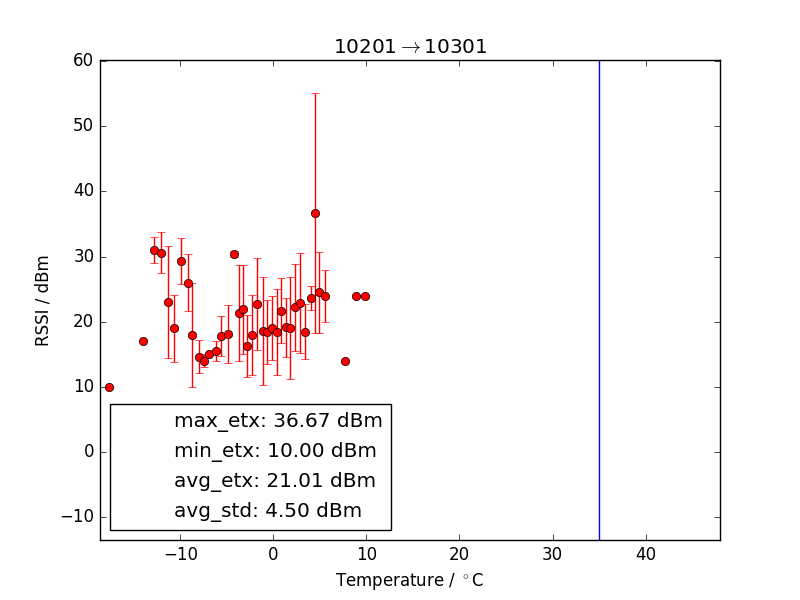 10201→10301
60
50
40
30
20
10
0
−10
RSSI / dBm
max_etx: 36.67 dBm
min_etx: 10.00 dBm
avg_etx: 21.01 dBm
avg_std: 4.50 dBm
−10 0 10 20 30 40
Temperature / °C